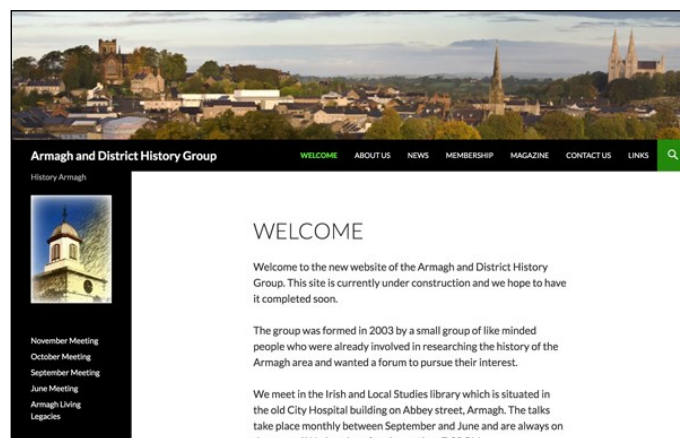 Armagh and District History Group
WELCOME ABOUT US NEWS MEMBERSHIP MAGAZINE CONTACT US LINKS
History Armagh
November Meeting
October Meeting
September Meeting
June Meeting
Armagh Living
Legacies
WELCOME
Welcome to the new website of the Armagh and District History
Group. This site is currently under construction and we hope to have
it completed soon.
The group was formed in 2003 by a small group of like minded
people who were already involved in researching the history of the
Armagh area and wanted a forum to pursue their interest.
We meet in the Irish and Local Studies library which is situated in
the old City Hospital building on Abbey street, Armagh. The talks
take place monthly between September and June and are always on